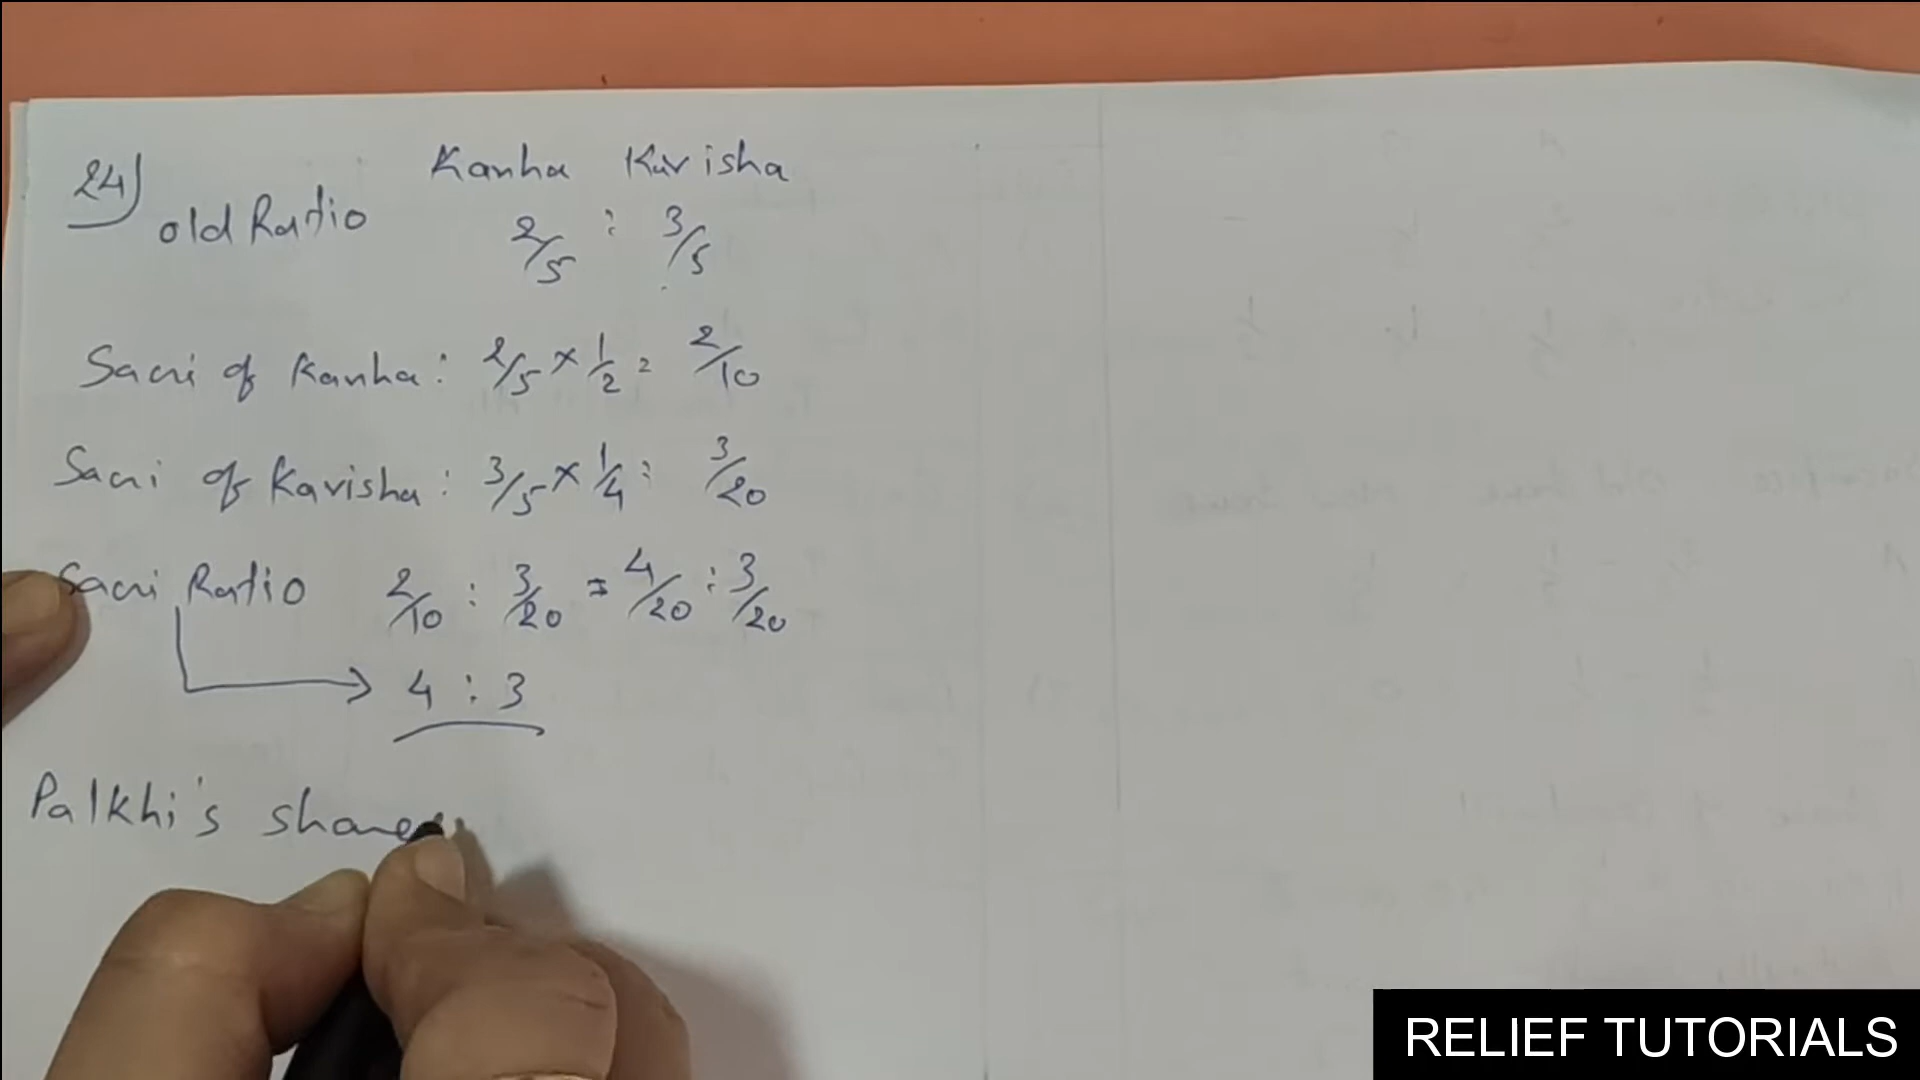 24) Kanha Kavisha
old Ratio 2/5 : 3/5
Sacri of Kanha: 2/5 × 1/2 = 2/10
Sacri of Kavisha: 3/5 × 1/4 = 3/20
Sacri Ratio 2/10 : 3/20 = 4/20 : 3/20
4 : 3
Palkhi's share
RELIEF TUTORIALS